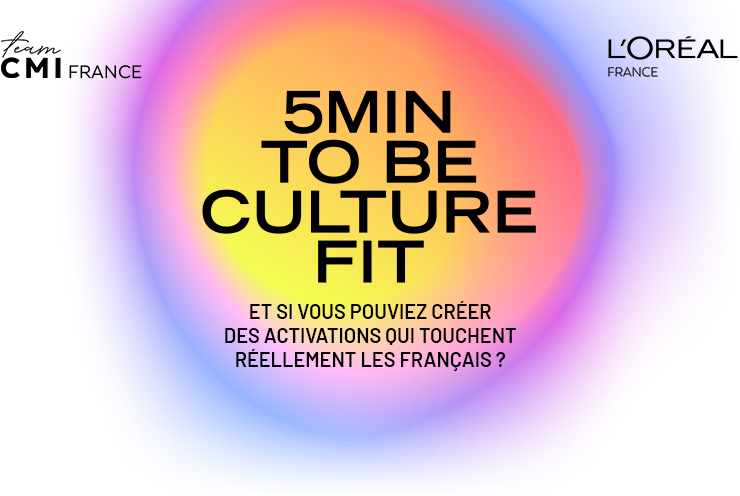 team
CMI FRANCE
L'ORÉAL
FRANCE
5MIN
TO BE
CULTURE
FIT
ET SI VOUS POUVIEZ CRÉER
DES ACTIVATIONS QUI TOUCHENT
RÉELLEMENT LES FRANÇAIS ?